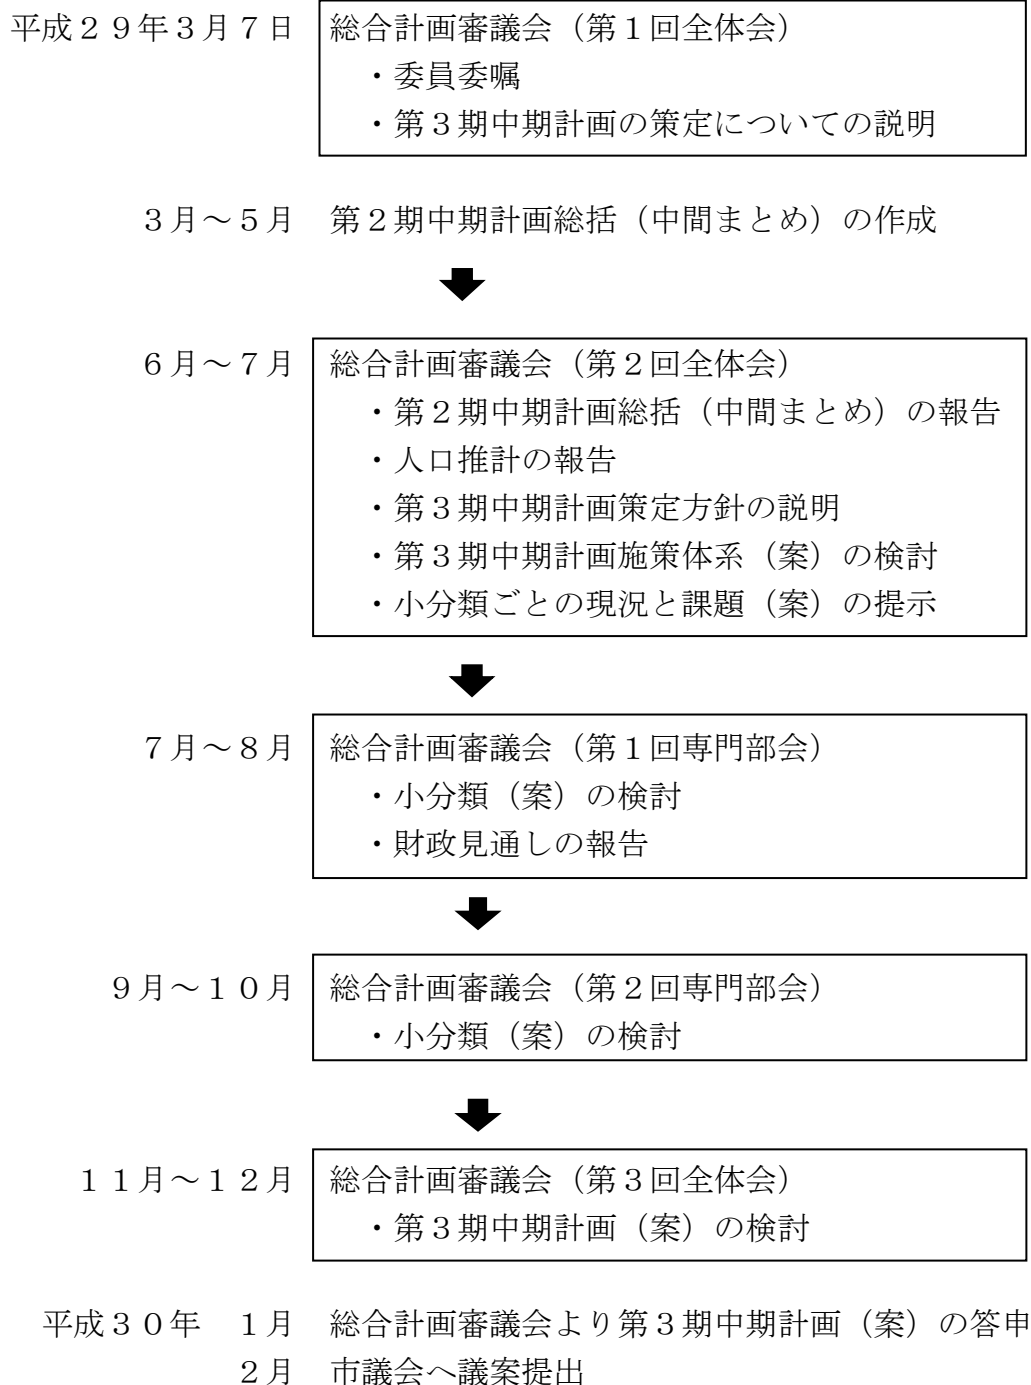 平成２９年３月７日　総合計画審議会（第１回全体会）
・委員委嘱
・第３期中期計画の策定についての説明
３月～５月　第２期中期計画総括（中間まとめ）の作成
６月～７月　総合計画審議会（第２回全体会）
・第２期中期計画総括（中間まとめ）の報告
・人口推計の報告
・第３期中期計画策定方針の説明
・第３期中期計画施策体系（案）の検討
・小分類ごとの現況と課題（案）の提示
７月～８月　総合計画審議会（第１回専門部会）
・小分類（案）の検討
・財政見通しの報告
９月～１０月　総合計画審議会（第２回専門部会）
・小分類（案）の検討
１１月～１２月　総合計画審議会（第３回全体会）
・第３期中期計画（案）の検討
平成３０年　１月　総合計画審議会より第３期中期計画（案）の答申
２月　市議会へ議案提出